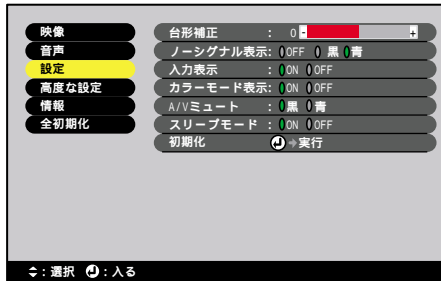 映像
音声
設定
高度な設定
情報
全初期化
台形補正 : 0 - +
ノーシグナル表示: OFF 黒 青
入力表示 : ON OFF
カラーモード表示: ON OFF
A/Vミュート : 黒 青
スリープモード : ON OFF
初期化 実行
:選択 :入る